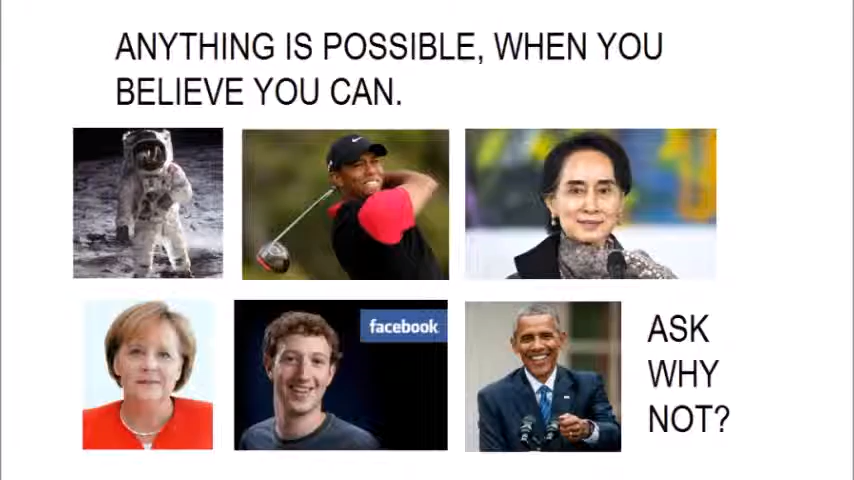 ANYTHING IS POSSIBLE, WHEN YOU
BELIEVE YOU CAN.
facebook
ASK
WHY
NOT?